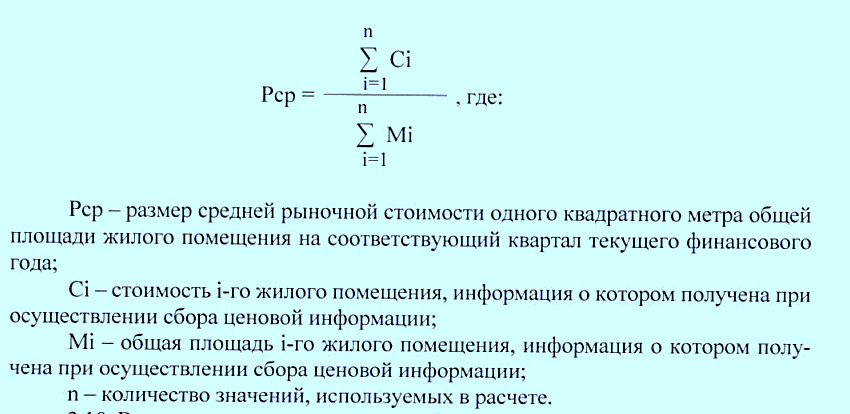 n
∑ Ci
i=1
Рср = ―――― , где:
n
∑ Mi
i=1
Рср – размер средней рыночной стоимости одного квадратного метра общей
площади жилого помещения на соответствующий квартал текущего финансового
года;
Ci – стоимость i-го жилого помещения, информация о котором получена при
осуществлении сбора ценовой информации;
Mi – общая площадь i-го жилого помещения, информация о котором полу-
чена при осуществлении сбора ценовой информации;
n – количество значений, используемых в расчете.